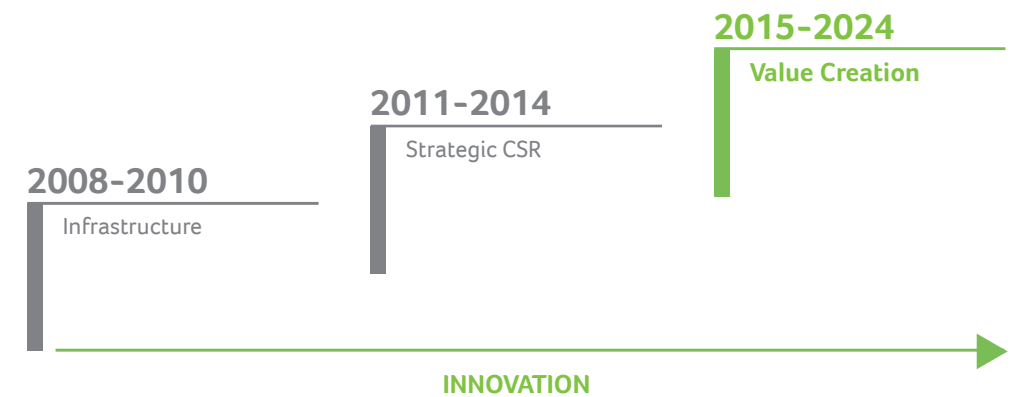 2015-2024
Value Creation
2011-2014
Strategic CSR
2008-2010
Infrastructure
INNOVATION